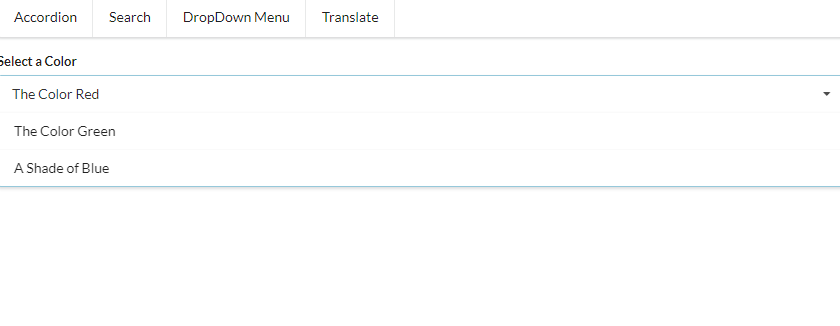 Accordion Search DropDown Menu Translate
Select a Color
The Color Red
The Color Green
A Shade of Blue